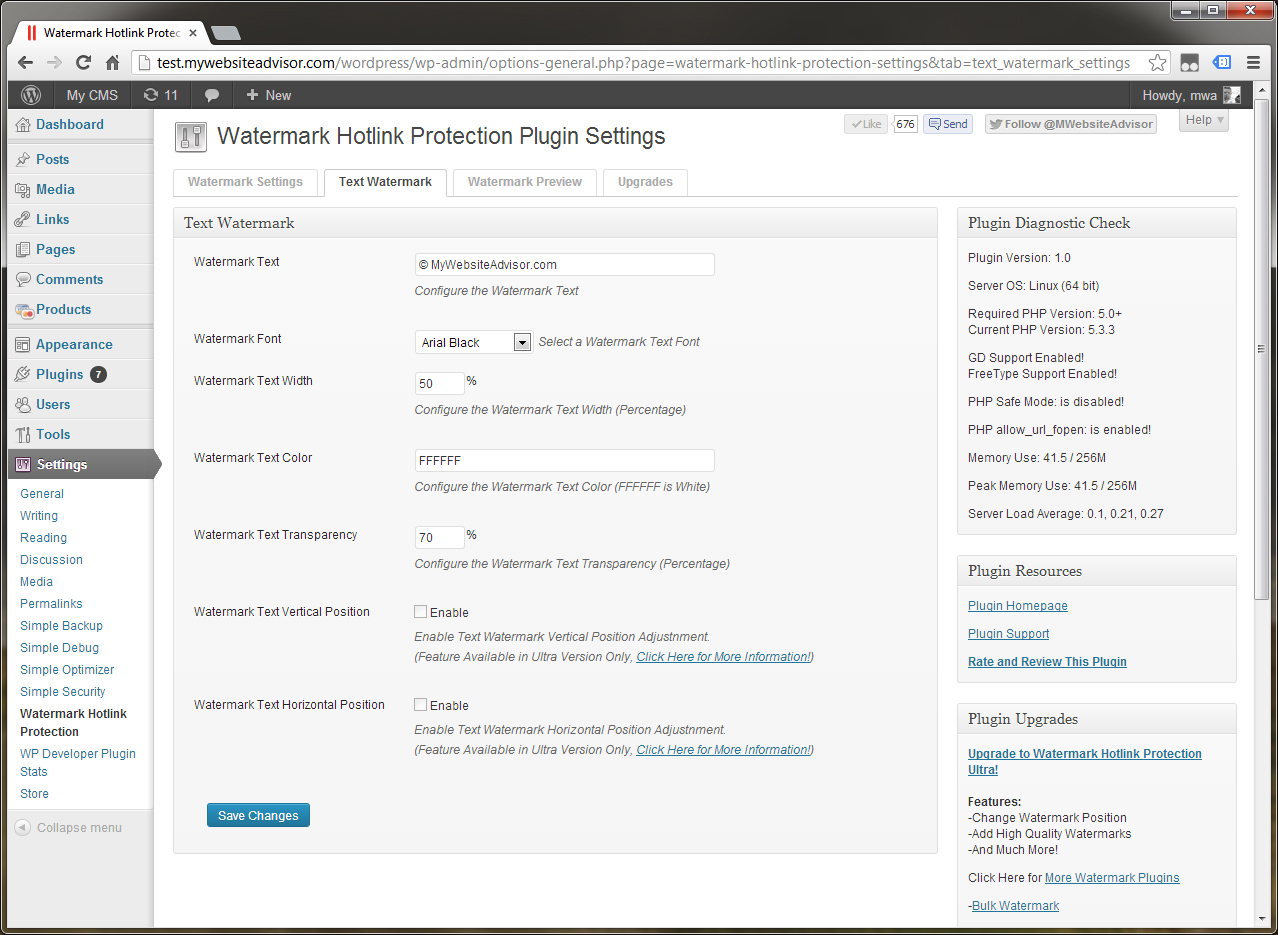 Watermark Hotlink Protec
test.mywebsiteadvisor.com/wordpress/wp-admin/options-general.php?page=watermark-hotlink-protection-settings&tab=text_watermark_settings
My CMS
11
+ New
Howdy, mwa
Dashboard
Posts
Media
Links
Pages
Comments
Products
Appearance
Plugins 7
Users
Tools
Settings
General
Writing
Reading
Discussion
Media
Permalinks
Simple Backup
Simple Debug
Simple Optimizer
Simple Security
Watermark Hotlink
Protection
WP Developer Plugin
Stats
Store
Collapse menu
Watermark Hotlink Protection Plugin Settings
Like 676 Send Follow @MWebsiteAdvisor Help
Watermark Settings
Text Watermark
Watermark Preview
Upgrades
Text Watermark
Watermark Text
© MyWebsiteAdvisor.com
Configure the Watermark Text
Watermark Font
Arial Black
Select a Watermark Text Font
Watermark Text Width
50 %
Configure the Watermark Text Width (Percentage)
Watermark Text Color
FFFFFF
Configure the Watermark Text Color (FFFFFF is White)
Watermark Text Transparency
70 %
Configure the Watermark Text Transparency (Percentage)
Watermark Text Vertical Position
Enable
Enable Text Watermark Vertical Position Adjustnment.
(Feature Available in Ultra Version Only, Click Here for More Information!)
Watermark Text Horizontal Position
Enable
Enable Text Watermark Horizontal Position Adjustnment.
(Feature Available in Ultra Version Only, Click Here for More Information!)
Save Changes
Plugin Diagnostic Check
Plugin Version: 1.0
Server OS: Linux (64 bit)
Required PHP Version: 5.0+
Current PHP Version: 5.3.3
GD Support Enabled!
FreeType Support Enabled!
PHP Safe Mode: is disabled!
PHP allow_url_fopen: is enabled!
Memory Use: 41.5 / 256M
Peak Memory Use: 41.5 / 256M
Server Load Average: 0.1, 0.21, 0.27
Plugin Resources
Plugin Homepage
Plugin Support
Rate and Review This Plugin
Plugin Upgrades
Upgrade to Watermark Hotlink Protection
Ultra!
Features:
-Change Watermark Position
-Add High Quality Watermarks
-And Much More!
Click Here for More Watermark Plugins
-Bulk Watermark